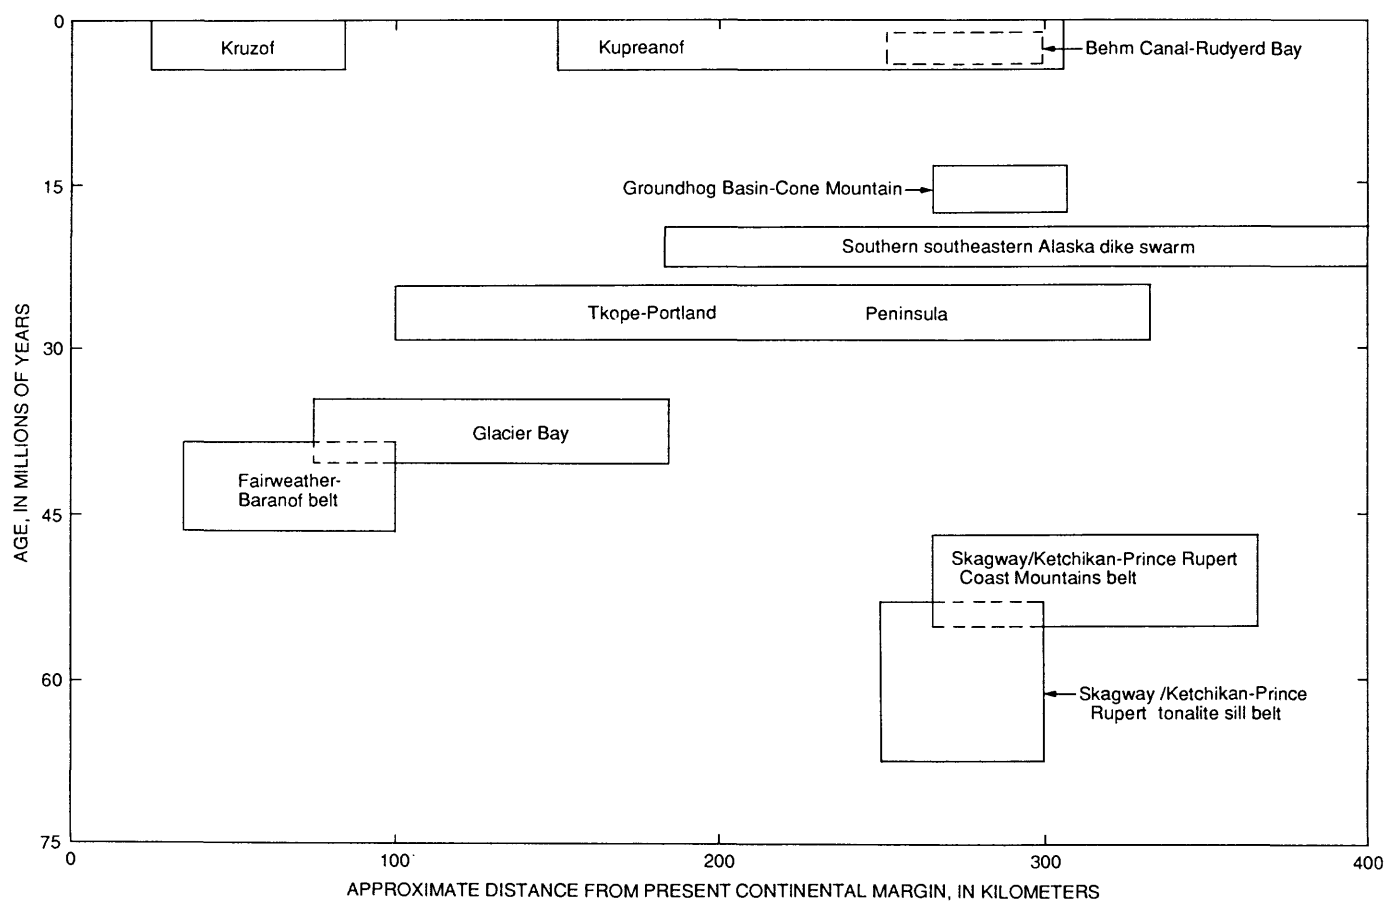 0
Kruzof
Kupreanof
Behm Canal-Rudyerd Bay
15
Groundhog Basin-Cone Mountain
Southern southeastern Alaska dike swarm
Tkope-Portland Peninsula
30
Glacier Bay
Fairweather-
Baranof belt
45
Skagway/Ketchikan-Prince Rupert
Coast Mountains belt
60
Skagway /Ketchikan-Prince
Rupert tonalite sill belt
75
AGE, IN MILLIONS OF YEARS
0 100 200 300 400
APPROXIMATE DISTANCE FROM PRESENT CONTINENTAL MARGIN, IN KILOMETERS